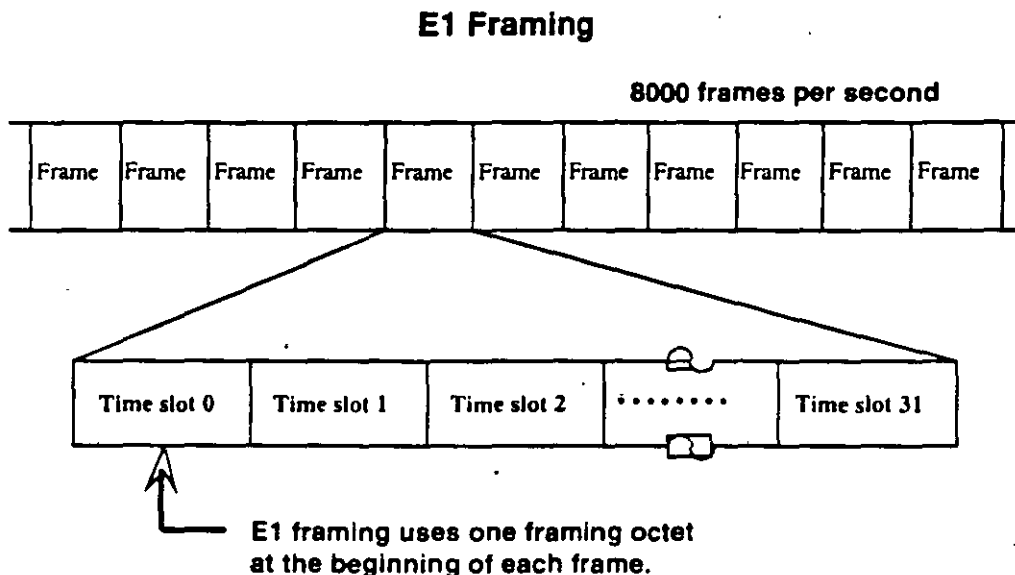 E1 Framing
8000 frames per second
Frame Frame Frame Frame Frame Frame Frame Frame Frame Frame Frame
Time slot 0 Time slot 1 Time slot 2 ....... Time slot 31
E1 framing uses one framing octet
at the beginning of each frame.